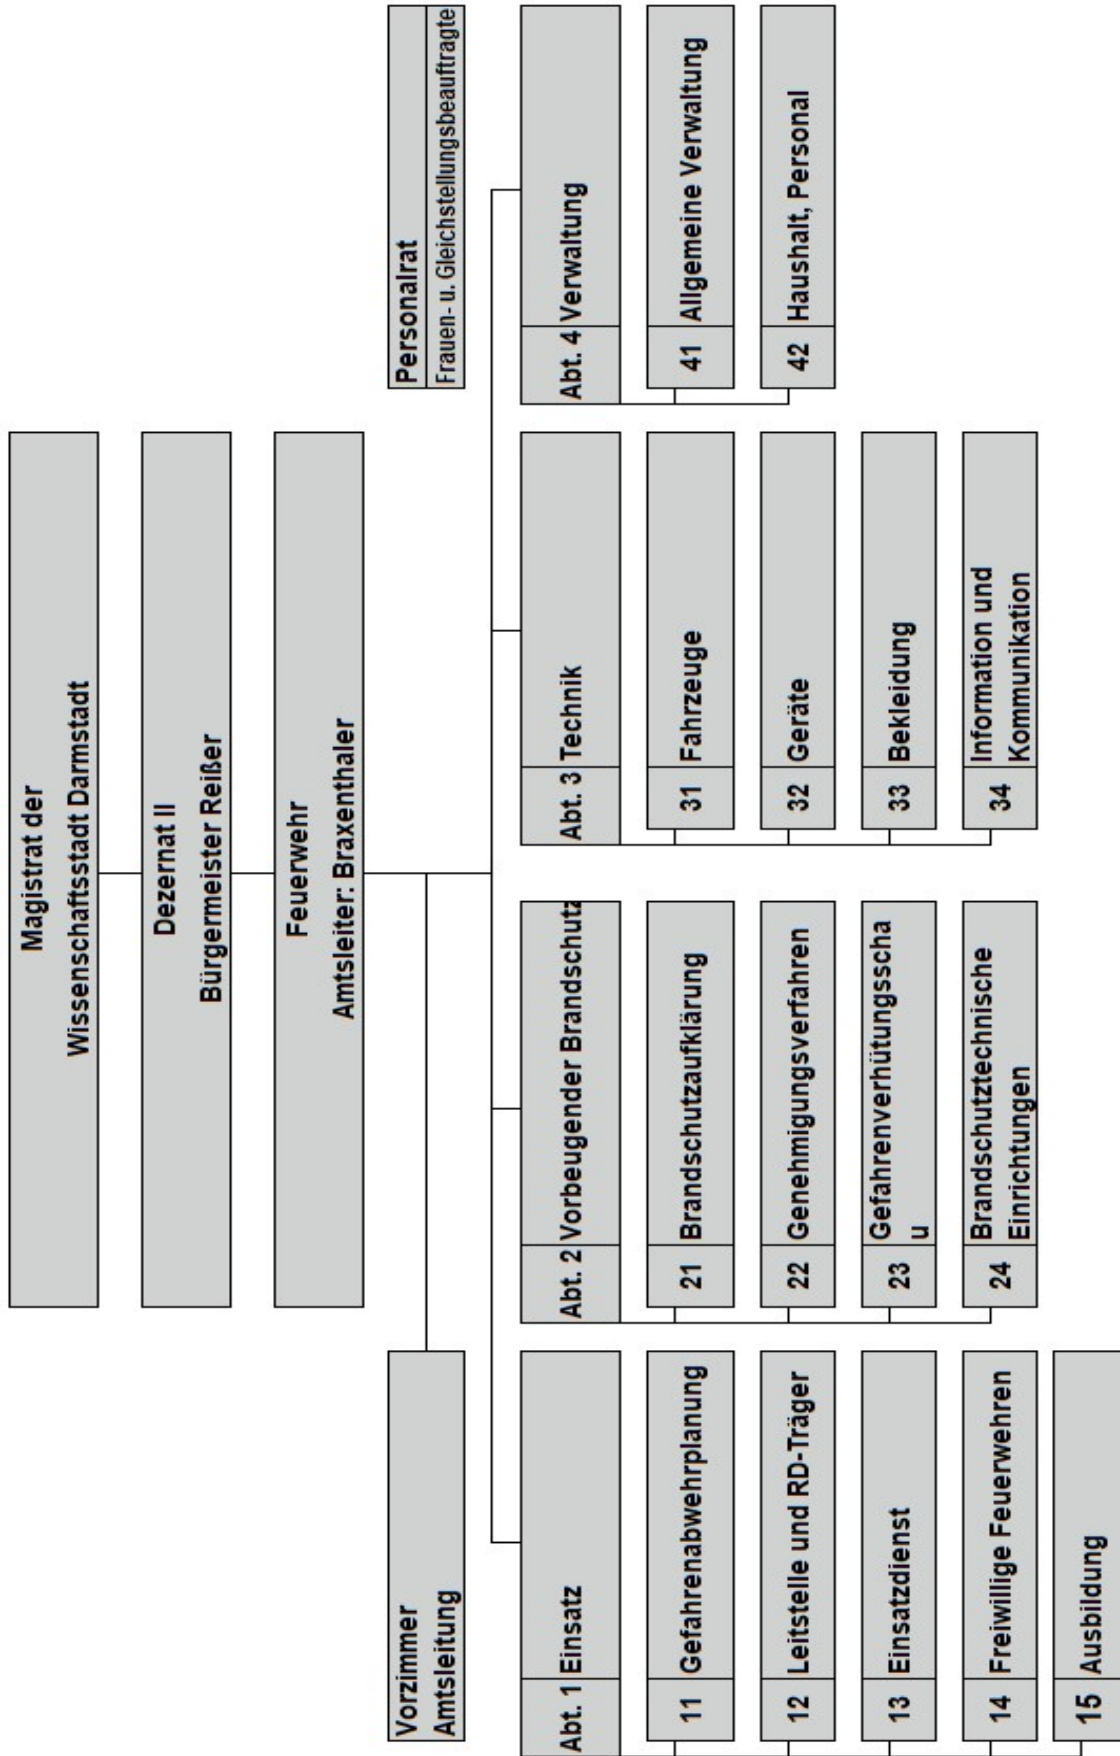 Magistrat der
Wissenschaftsstadt Darmstadt
Dezernat II
Bürgermeister Reißer
Feuerwehr
Amtsleiter: Braxenthaler
Vorzimmer
Amtsleitung
Personalrat
Frauen- u. Gleichstellungsbeauftragte
Abt. 1 Einsatz
11 Gefahrenabwehrplanung
12 Leitstelle und RD-Träger
13 Einsatzdienst
14 Freiwillige Feuerwehren
15 Ausbildung
Abt. 2 Vorbeugender Brandschutz
21 Brandschutzaufklärung
22 Genehmigungsverfahren
23 Gefahrenverhütungsscha
u
24 Brandschutztechnische
Einrichtungen
Abt. 3 Technik
31 Fahrzeuge
32 Geräte
33 Bekleidung
34 Information und
Kommunikation
Abt. 4 Verwaltung
41 Allgemeine Verwaltung
42 Haushalt, Personal